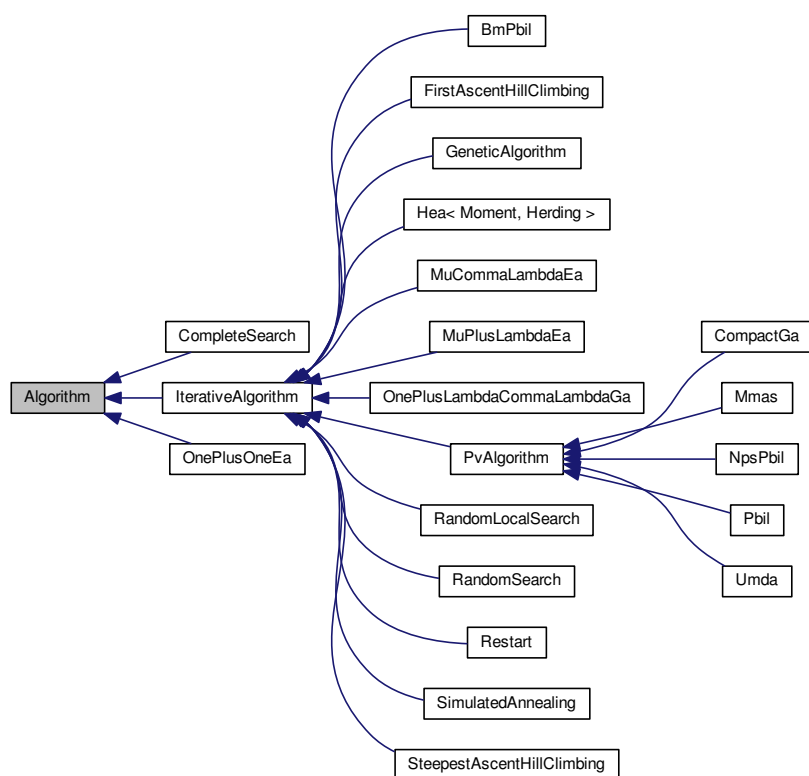 BmPbil
FirstAscentHillClimbing
GeneticAlgorithm
Hea< Moment, Herding >
MuCommaLambdaEa
CompleteSearch
MuPlusLambdaEa
CompactGa
Algorithm
IterativeAlgorithm
OnePlusLambdaCommaLambdaGa
Mmas
OnePlusOneEa
PvAlgorithm
NpsPbil
RandomLocalSearch
Pbil
RandomSearch
Umda
Restart
SimulatedAnnealing
SteepestAscentHillClimbing